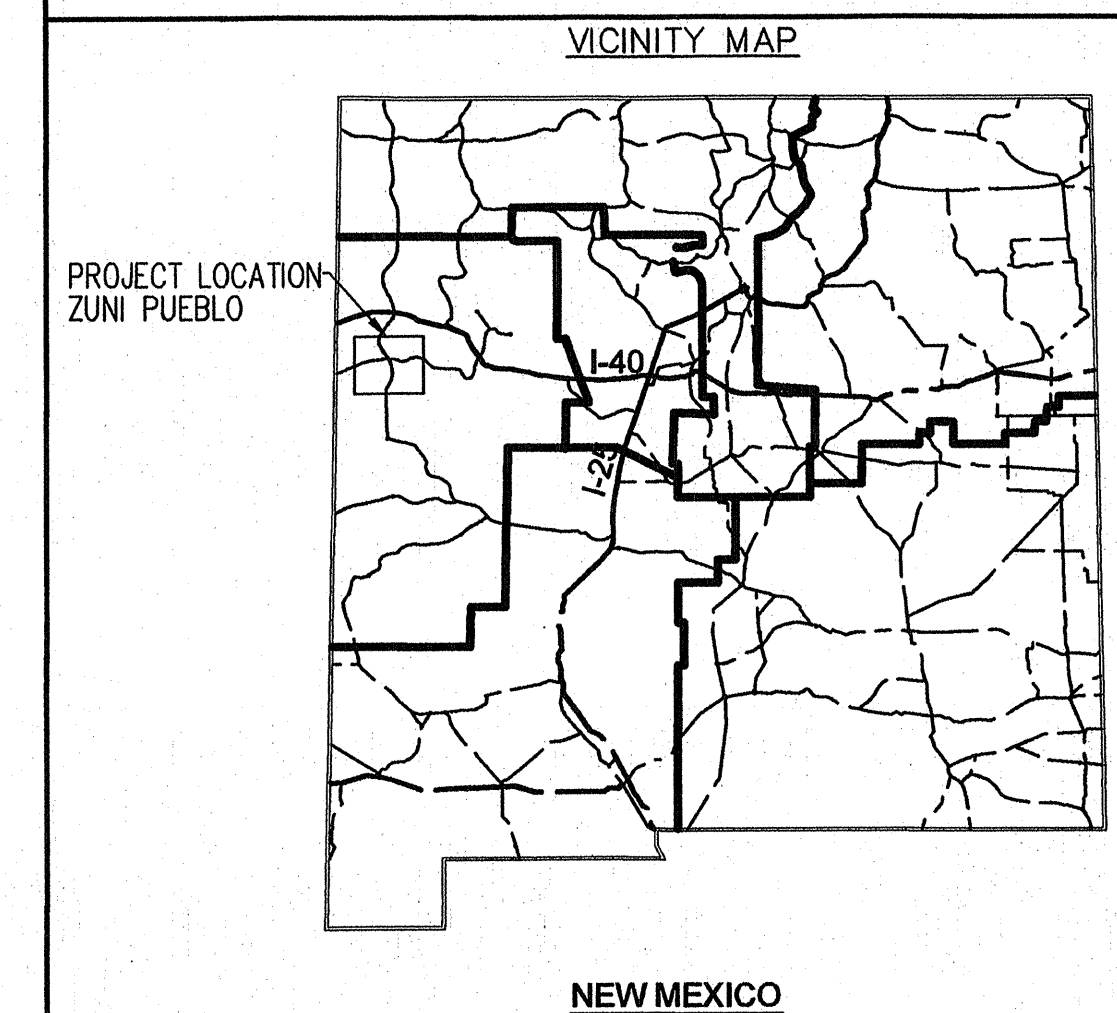 VICINITY MAP
PROJECT LOCATION
ZUNI PUEBLO
I-40
I-25
NEW MEXICO